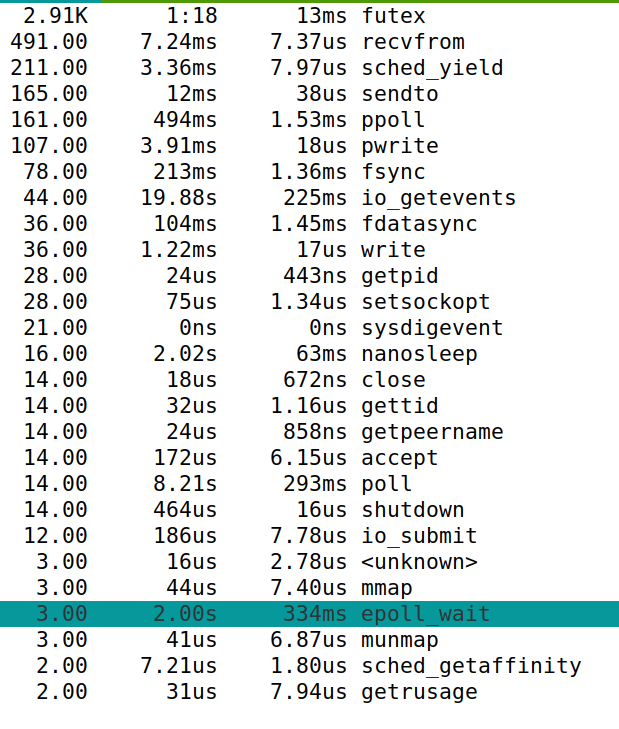 2.91K 1:18 13ms futex
491.00 7.24ms 7.37us recvfrom
211.00 3.36ms 7.97us sched_yield
165.00 12ms 38us sendto
161.00 494ms 1.53ms ppoll
107.00 3.91ms 18us pwrite
78.00 213ms 1.36ms fsync
44.00 19.88s 225ms io_getevents
36.00 104ms 1.45ms fdatasync
36.00 1.22ms 17us write
28.00 24us 443ns getpid
28.00 75us 1.34us setsockopt
21.00 0ns 0ns sysdigevent
16.00 2.02s 63ms nanosleep
14.00 18us 672ns close
14.00 32us 1.16us gettid
14.00 24us 858ns getpeername
14.00 172us 6.15us accept
14.00 8.21s 293ms poll
14.00 464us 16us shutdown
12.00 186us 7.78us io_submit
3.00 16us 2.78us <unknown>
3.00 44us 7.40us mmap
3.00 2.00s 334ms epoll_wait
3.00 41us 6.87us munmap
2.00 7.21us 1.80us sched_getaffinity
2.00 31us 7.94us getrusage